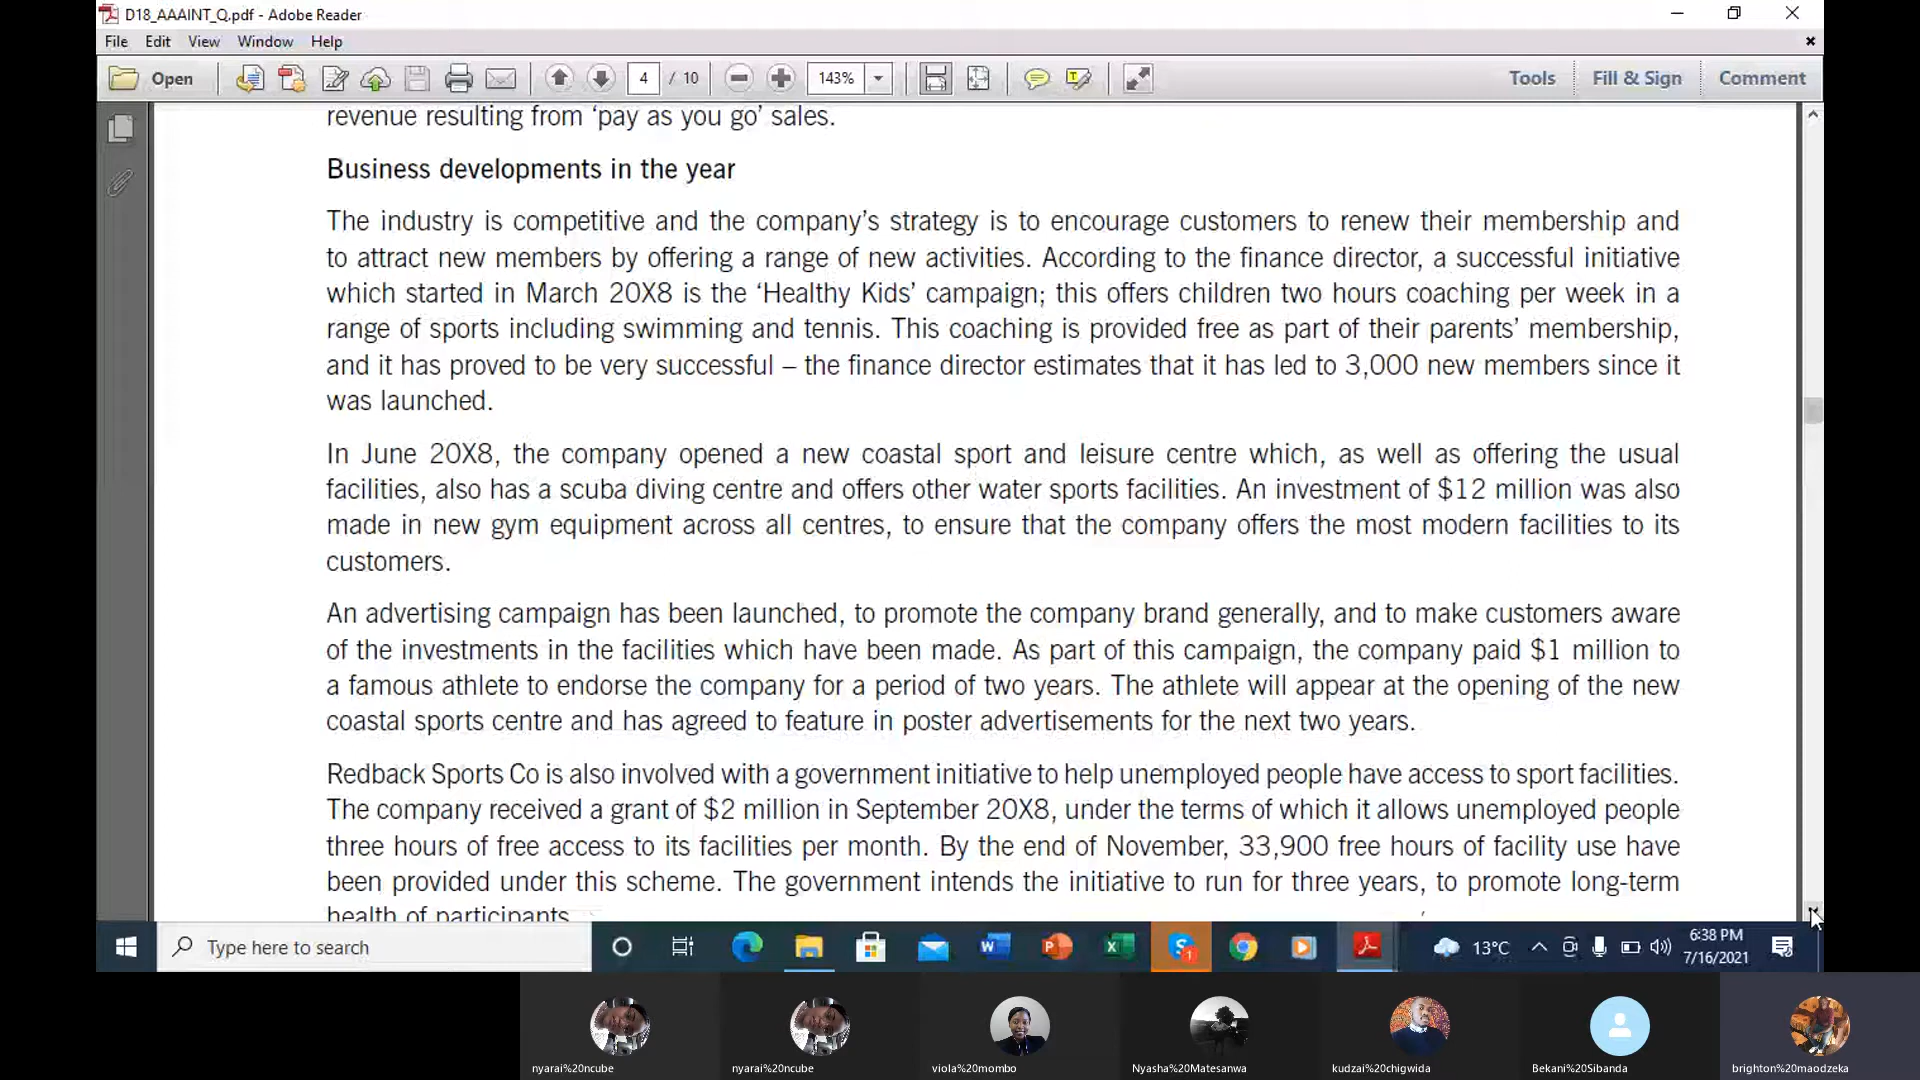 D18_AAAINT_Q.pdf - Adobe Reader
File Edit View Window Help
Open 4 / 10 143% Tools Fill & Sign Comment
revenue resulting from ‘pay as you go’ sales.
Business developments in the year
The industry is competitive and the company’s strategy is to encourage customers to renew their membership and
to attract new members by offering a range of new activities. According to the finance director, a successful initiative
which started in March 20X8 is the ‘Healthy Kids’ campaign; this offers children two hours coaching per week in a
range of sports including swimming and tennis. This coaching is provided free as part of their parents’ membership,
and it has proved to be very successful – the finance director estimates that it has led to 3,000 new members since it
was launched.
In June 20X8, the company opened a new coastal sport and leisure centre which, as well as offering the usual
facilities, also has a scuba diving centre and offers other water sports facilities. An investment of $12 million was also
made in new gym equipment across all centres, to ensure that the company offers the most modern facilities to its
customers.
An advertising campaign has been launched, to promote the company brand generally, and to make customers aware
of the investments in the facilities which have been made. As part of this campaign, the company paid $1 million to
a famous athlete to endorse the company for a period of two years. The athlete will appear at the opening of the new
coastal sports centre and has agreed to feature in poster advertisements for the next two years.
Redback Sports Co is also involved with a government initiative to help unemployed people have access to sport facilities.
The company received a grant of $2 million in September 20X8, under the terms of which it allows unemployed people
three hours of free access to its facilities per month. By the end of November, 33,900 free hours of facility use have
been provided under this scheme. The government intends the initiative to run for three years, to promote long-term
health of participants.
Type here to search 13°C 6:38 PM
7/16/2021
nyarai%20ncube nyarai%20ncube viola%20mombo Nyasha%20Matesanwa kudzai%20chigwida Bekani%20Sibanda brighton%20maodzeka